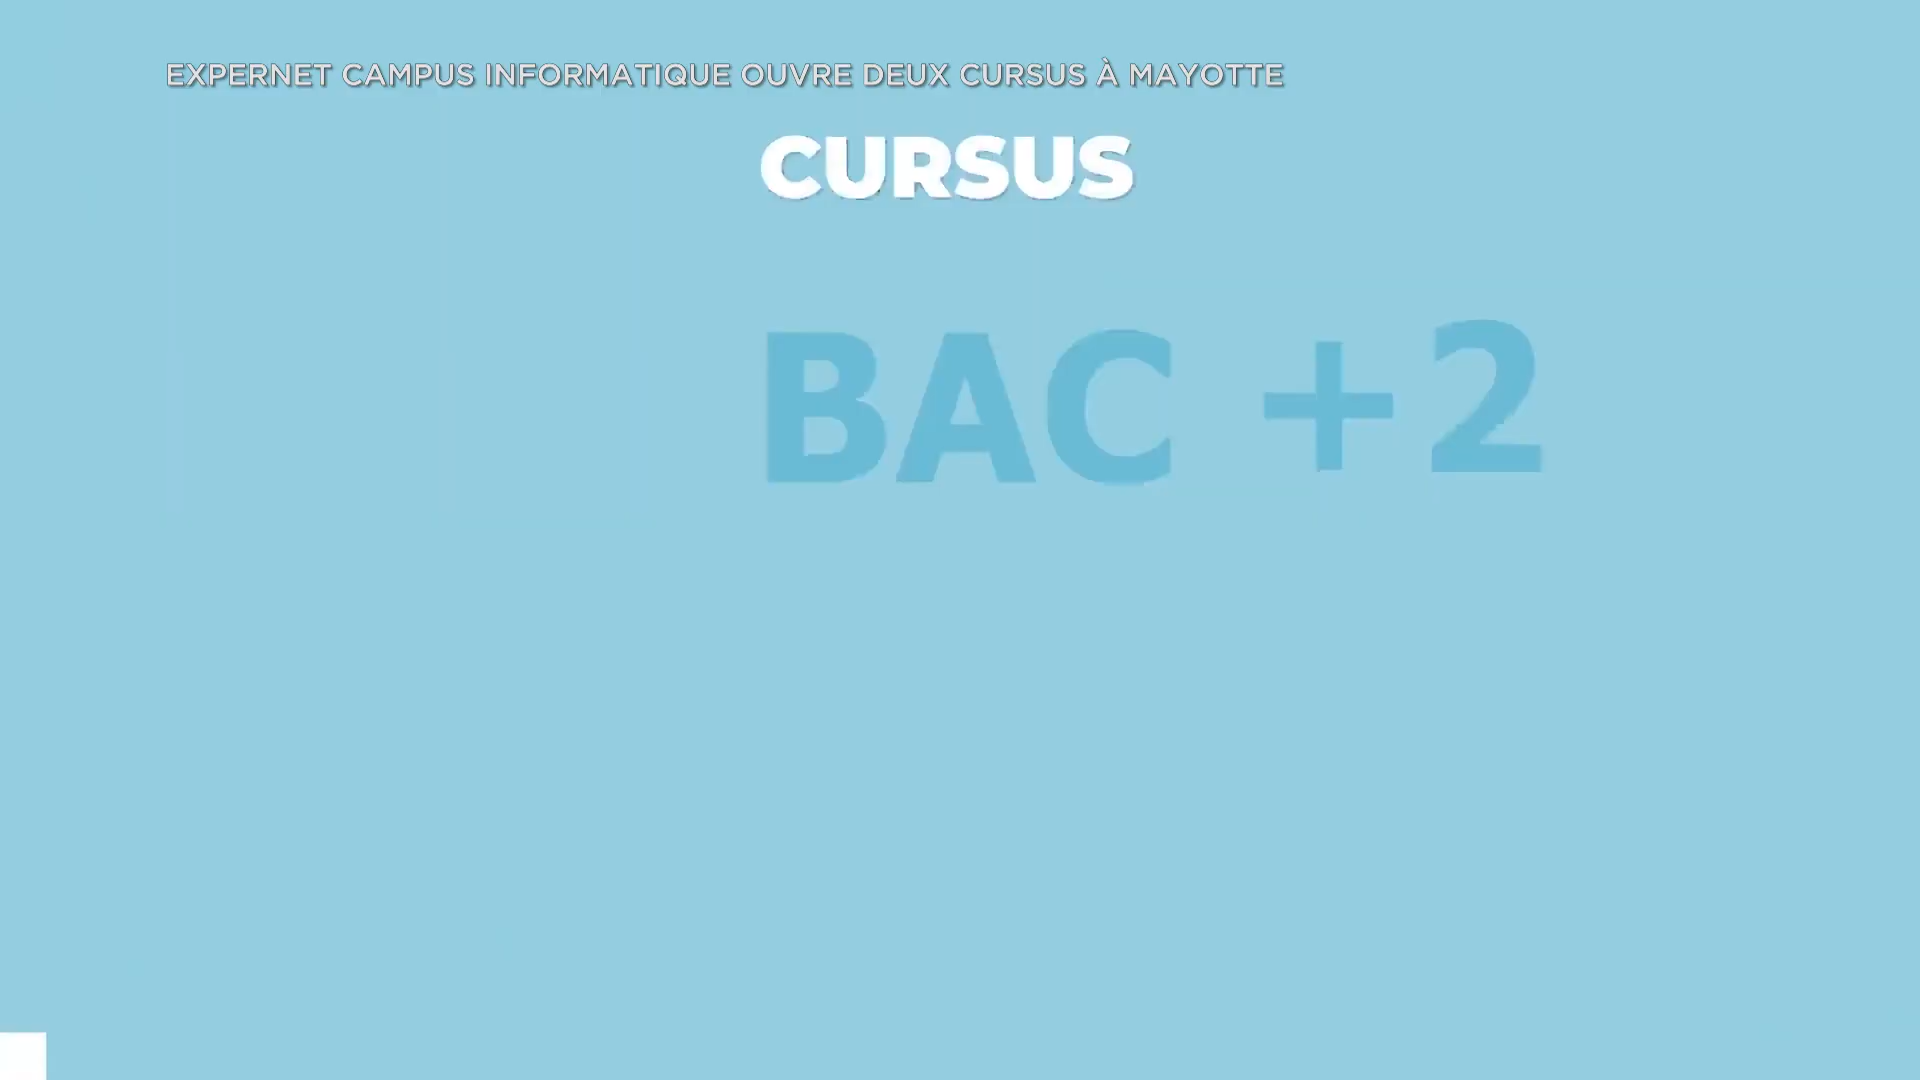 EXPERNET CAMPUS INFORMATIQUE OUVRE DEUX CURSUS À MAYOTTE
CURSUS
BAC +2